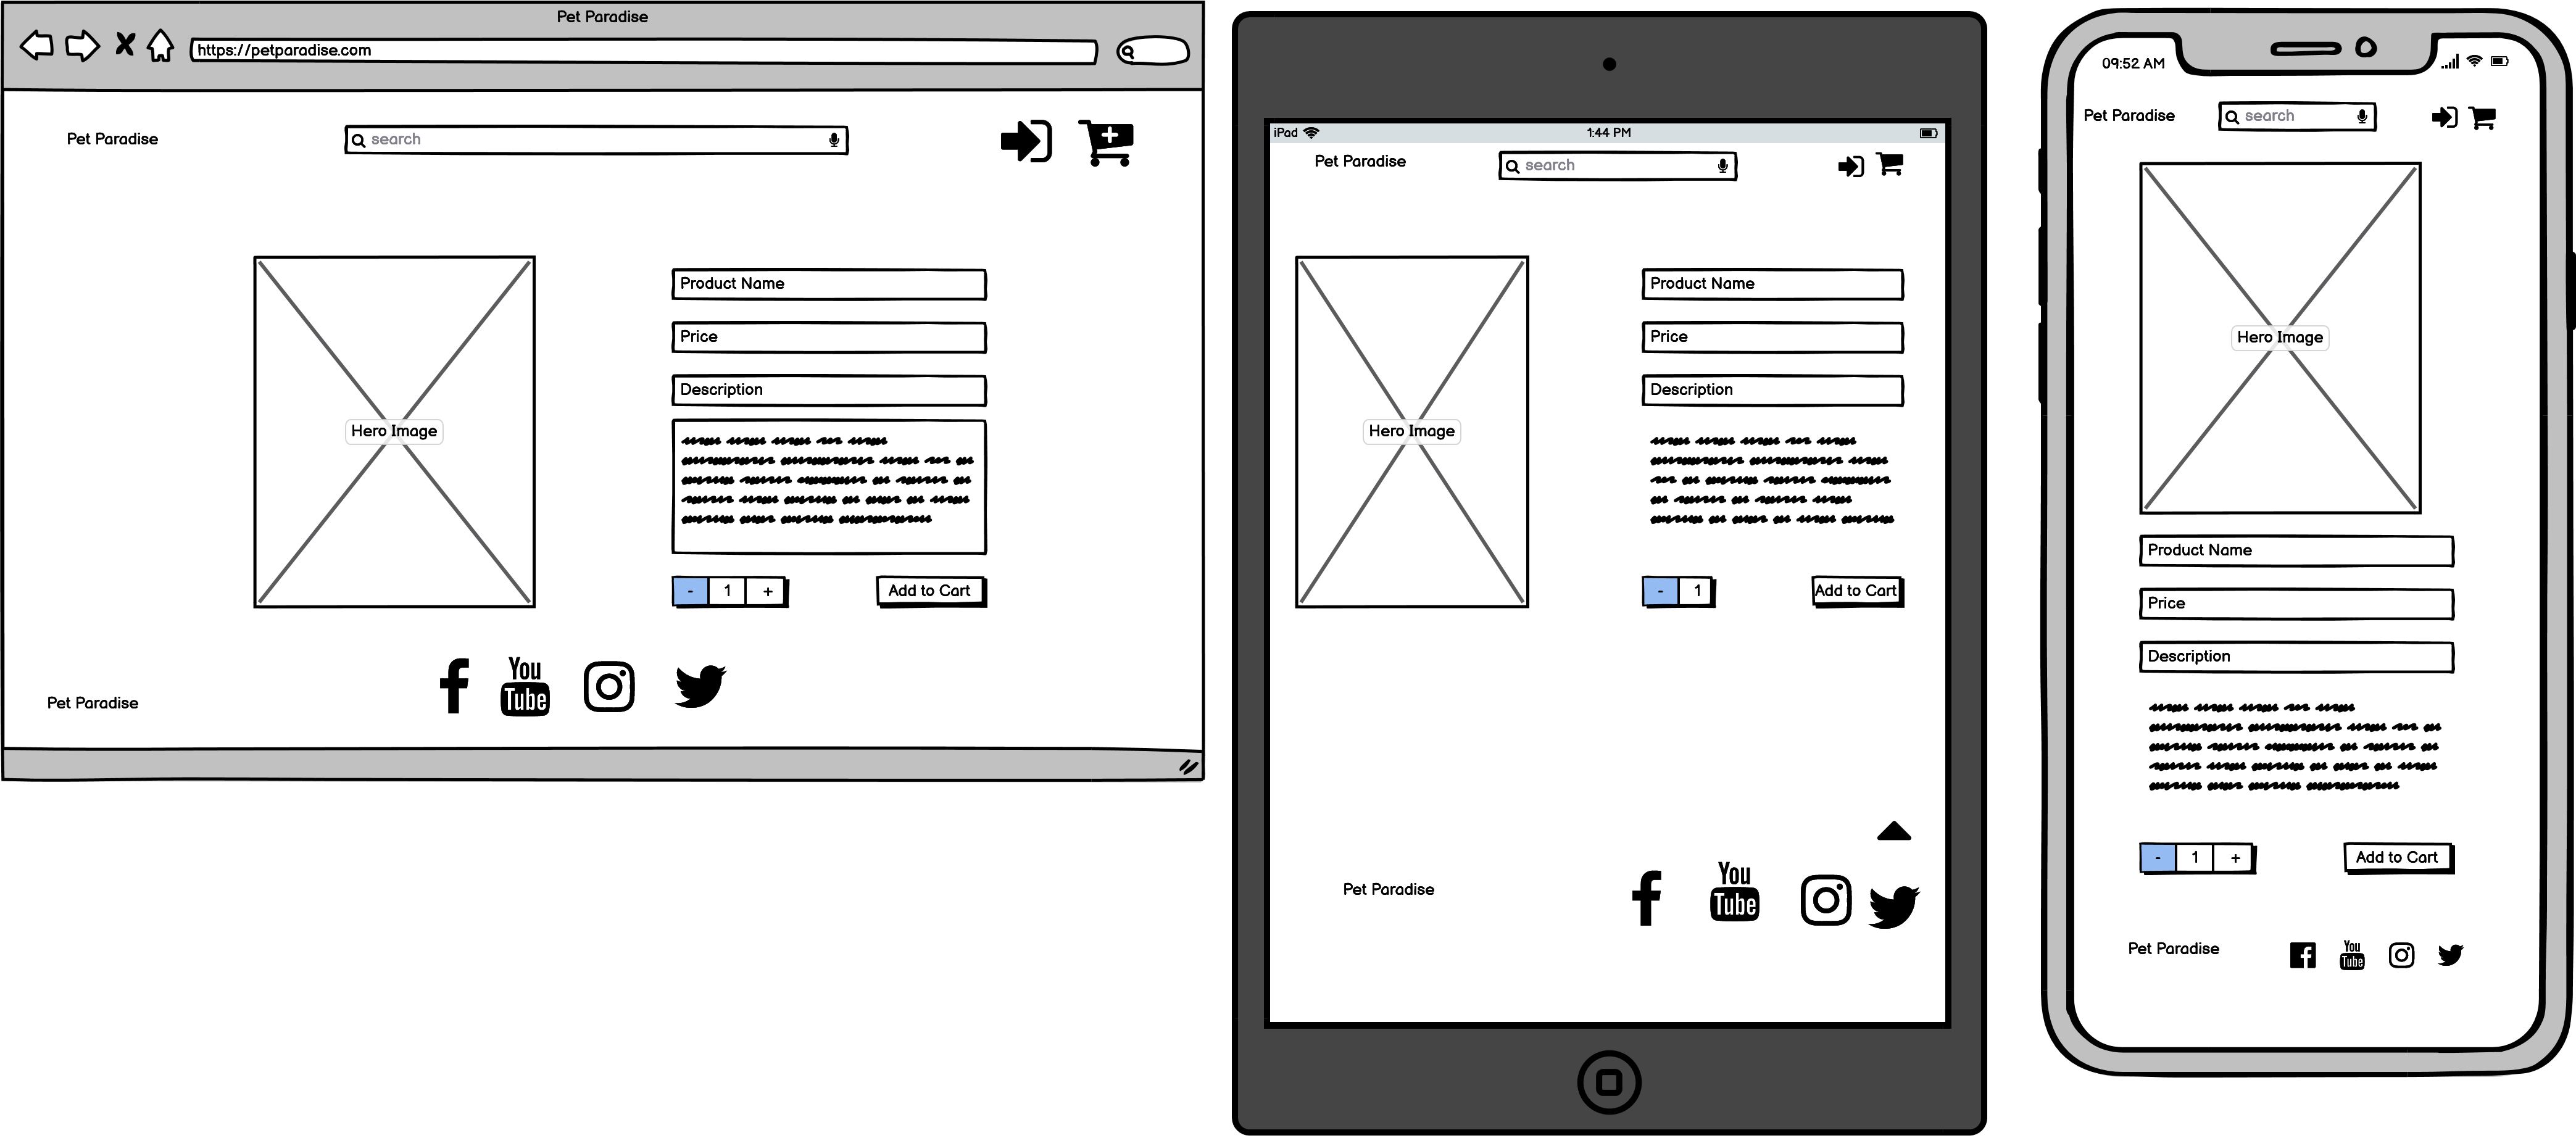 Pet Paradise
https://petparadise.com
Pet Paradise
search
Hero Image
Product Name
Price
Description
- 1 +
Add to Cart
You
Tube
Pet Paradise
iPad
1:44 PM
Pet Paradise
search
Hero Image
Product Name
Price
Description
- 1
Add to Cart
Pet Paradise
You
Tube
09:52 AM
Pet Paradise
search
Hero Image
Product Name
Price
Description
- 1 +
Add to Cart
Pet Paradise
You
Tube